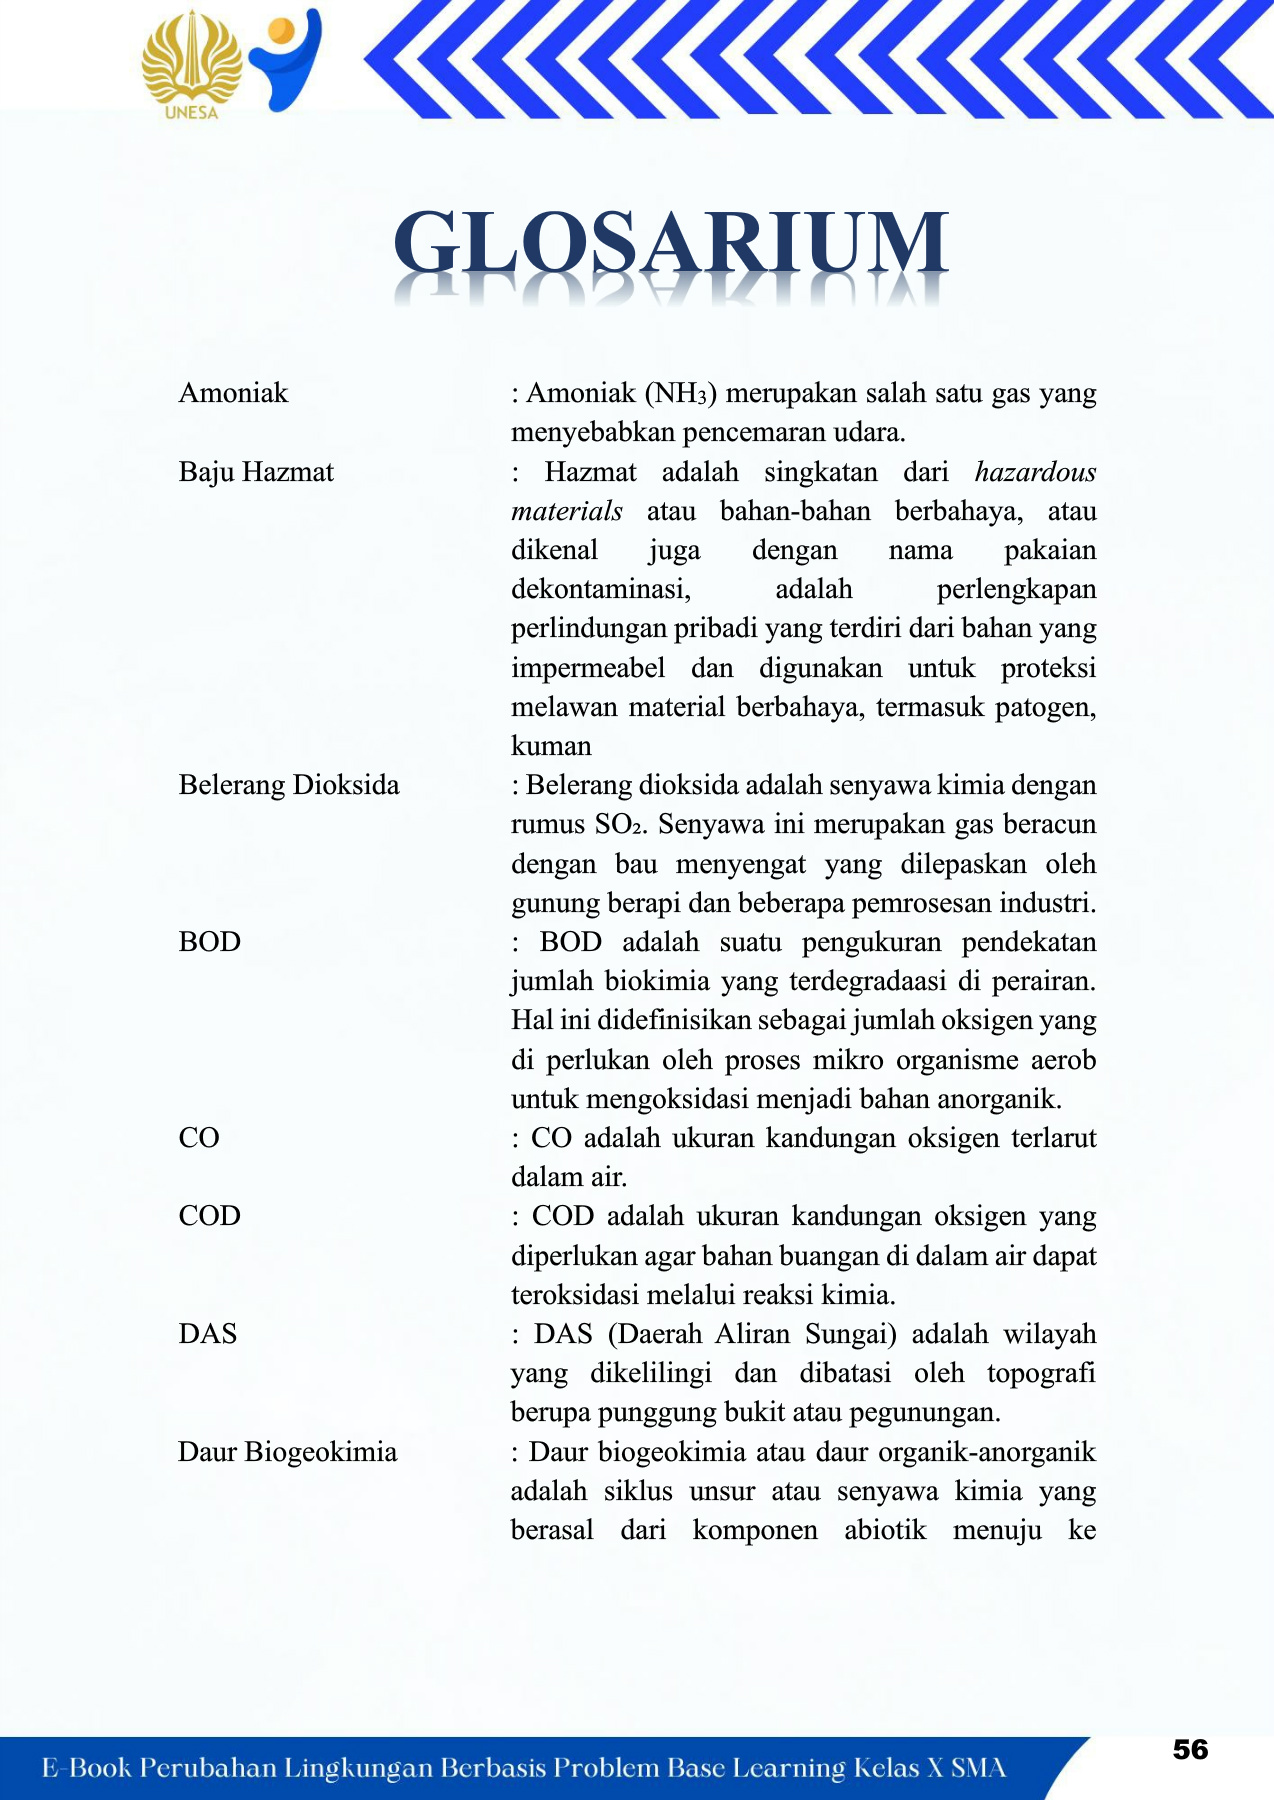 UNESA
GLOSARIUM
Amoniak : Amoniak (NH₃) merupakan salah satu gas yang
menyebabkan pencemaran udara.
Baju Hazmat : Hazmat adalah singkatan dari hazardous
materials atau bahan-bahan berbahaya, atau
dikenal juga dengan nama pakaian
dekontaminasi, adalah perlengkapan
perlindungan pribadi yang terdiri dari bahan yang
impermeabel dan digunakan untuk proteksi
melawan material berbahaya, termasuk patogen,
kuman
Belerang Dioksida : Belerang dioksida adalah senyawa kimia dengan
rumus SO₂. Senyawa ini merupakan gas beracun
dengan bau menyengat yang dilepaskan oleh
gunung berapi dan beberapa pemrosesan industri.
BOD : BOD adalah suatu pengukuran pendekatan
jumlah biokimia yang terdegradaasi di perairan.
Hal ini didefinisikan sebagai jumlah oksigen yang
di perlukan oleh proses mikro organisme aerob
untuk mengoksidasi menjadi bahan anorganik.
CO : CO adalah ukuran kandungan oksigen terlarut
dalam air.
COD : COD adalah ukuran kandungan oksigen yang
diperlukan agar bahan buangan di dalam air dapat
teroksidasi melalui reaksi kimia.
DAS : DAS (Daerah Aliran Sungai) adalah wilayah
yang dikelilingi dan dibatasi oleh topografi
berupa punggung bukit atau pegunungan.
Daur Biogeokimia : Daur biogeokimia atau daur organik-anorganik
adalah siklus unsur atau senyawa kimia yang
berasal dari komponen abiotik menuju ke
E-Book Perubahan Lingkungan Berbasis Problem Base Learning Kelas X SMA
56